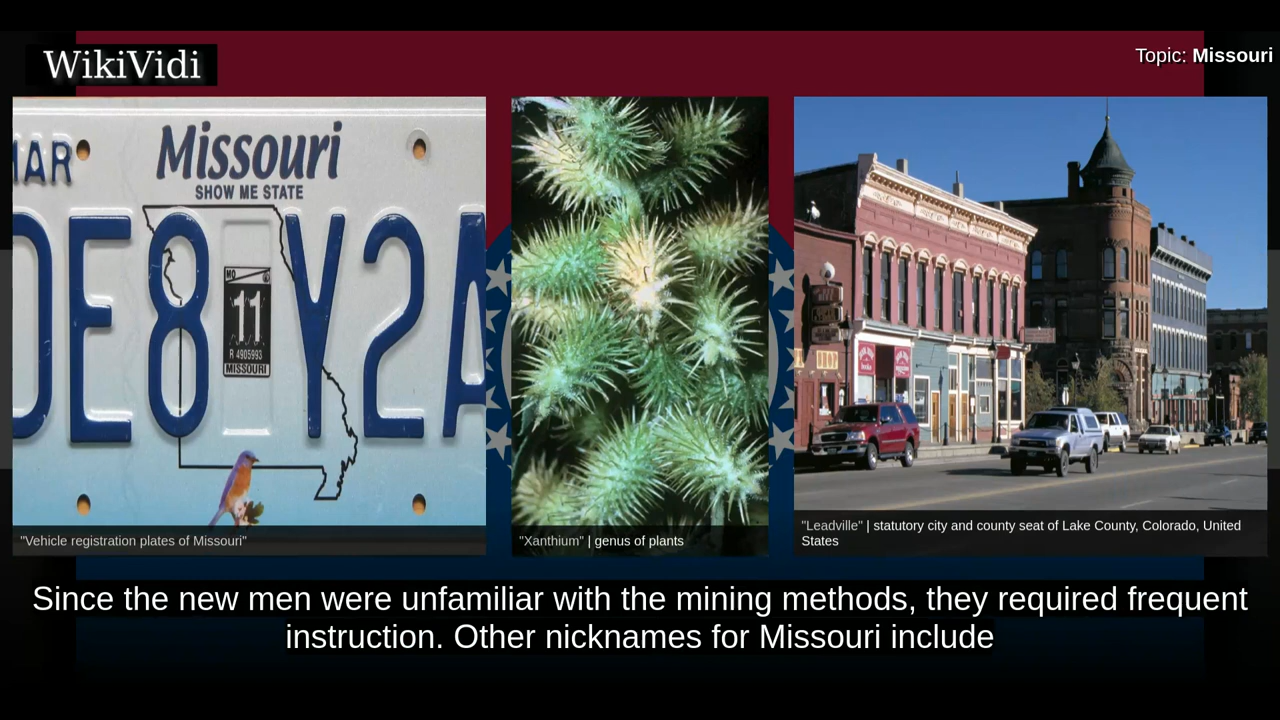 WikiVidi
Topic: Missouri
MAR
Missouri
SHOW ME STATE
DE8 Y2A
MO
11
R 4905993
MISSOURI
"Vehicle registration plates of Missouri"
"Xanthium" | genus of plants
"Leadville" | statutory city and county seat of Lake County, Colorado, United
States
Since the new men were unfamiliar with the mining methods, they required frequent
instruction. Other nicknames for Missouri include